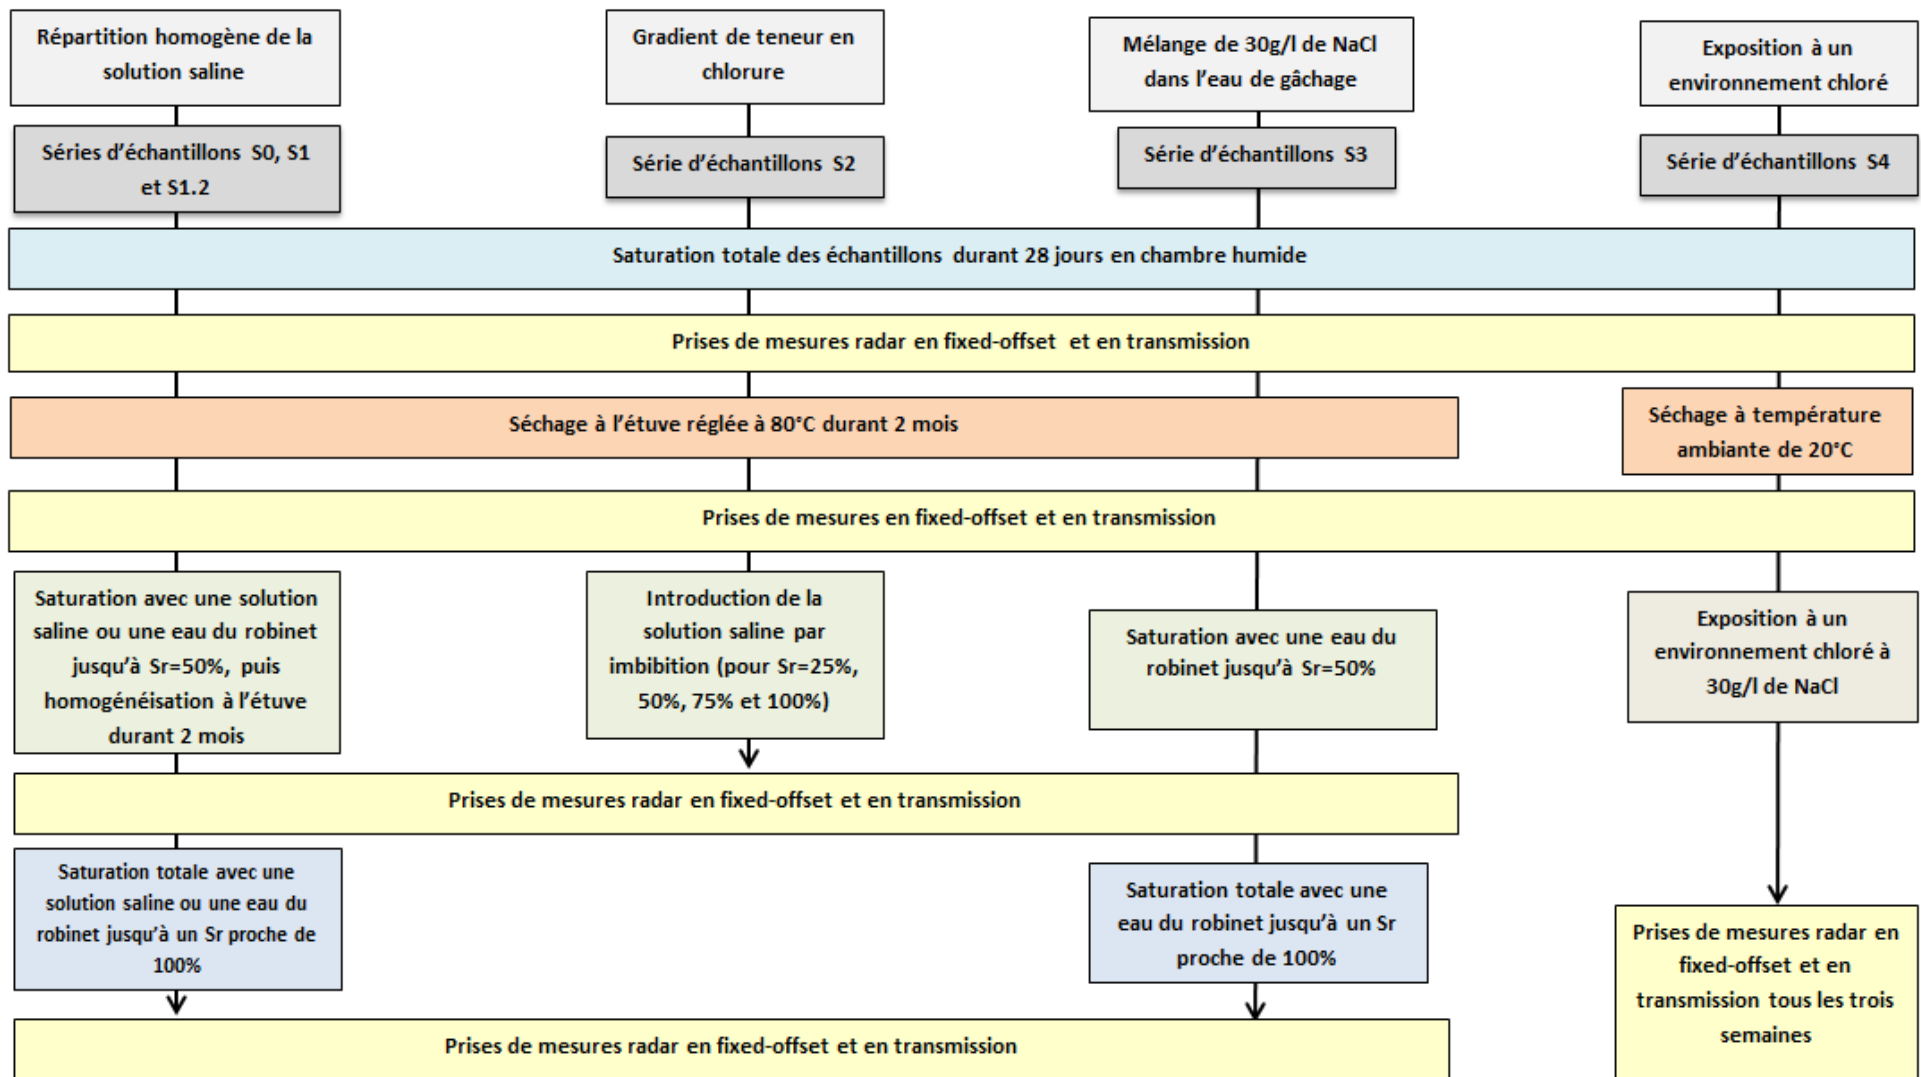 Répartition homogène de la
solution saline
Gradient de teneur en
chlorure
Mélange de 30g/l de NaCl
dans l'eau de gâchage
Exposition à un
environnement chloré
Séries d'échantillons S0, S1
et S1.2
Série d'échantillons S2
Série d'échantillons S3
Série d'échantillons S4
Saturation totale des échantillons durant 28 jours en chambre humide
Prises de mesures radar en fixed-offset et en transmission
Séchage à l'étuve réglée à 80°C durant 2 mois
Séchage à température
ambiante de 20°C
Prises de mesures en fixed-offset et en transmission
Saturation avec une solution
saline ou une eau du robinet
jusqu'à Sr=50%, puis
homogénéisation à l'étuve
durant 2 mois
Introduction de la
solution saline par
imbibition (pour Sr=25%,
50%, 75% et 100%)
Saturation avec une eau du
robinet jusqu'à Sr=50%
Exposition à un
environnement chloré à
30g/l de NaCl
Prises de mesures radar en fixed-offset et en transmission
Saturation totale avec une
solution saline ou une eau du
robinet jusqu'à un Sr proche de
100%
Saturation totale avec une
eau du robinet jusqu'à un Sr
proche de 100%
Prises de mesures radar en
fixed-offset et en
transmission tous les trois
semaines
Prises de mesures radar en fixed-offset et en transmission